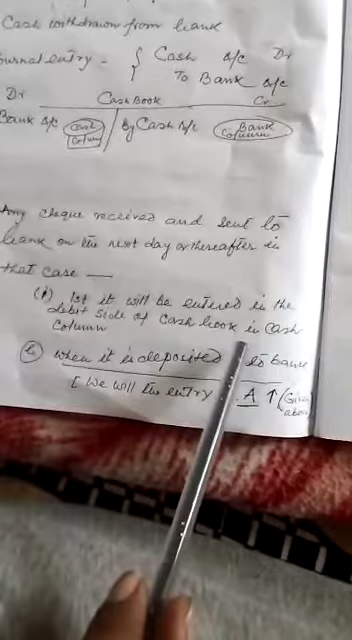 Cash withdrawn from bank
ournal entry - { Cash a/c Dr
To Bank a/c
Dr Cash Book Cr
Bank a/c Cash Column By Cash A/c Bank Column
Any cheque received and sent to
bank on the next day or thereafter in
that case —
1st it will be entered in the
debit side of Cash book in Cash
Column
when it is deposited to bank
[ We will the entry A ↑ (Given
above